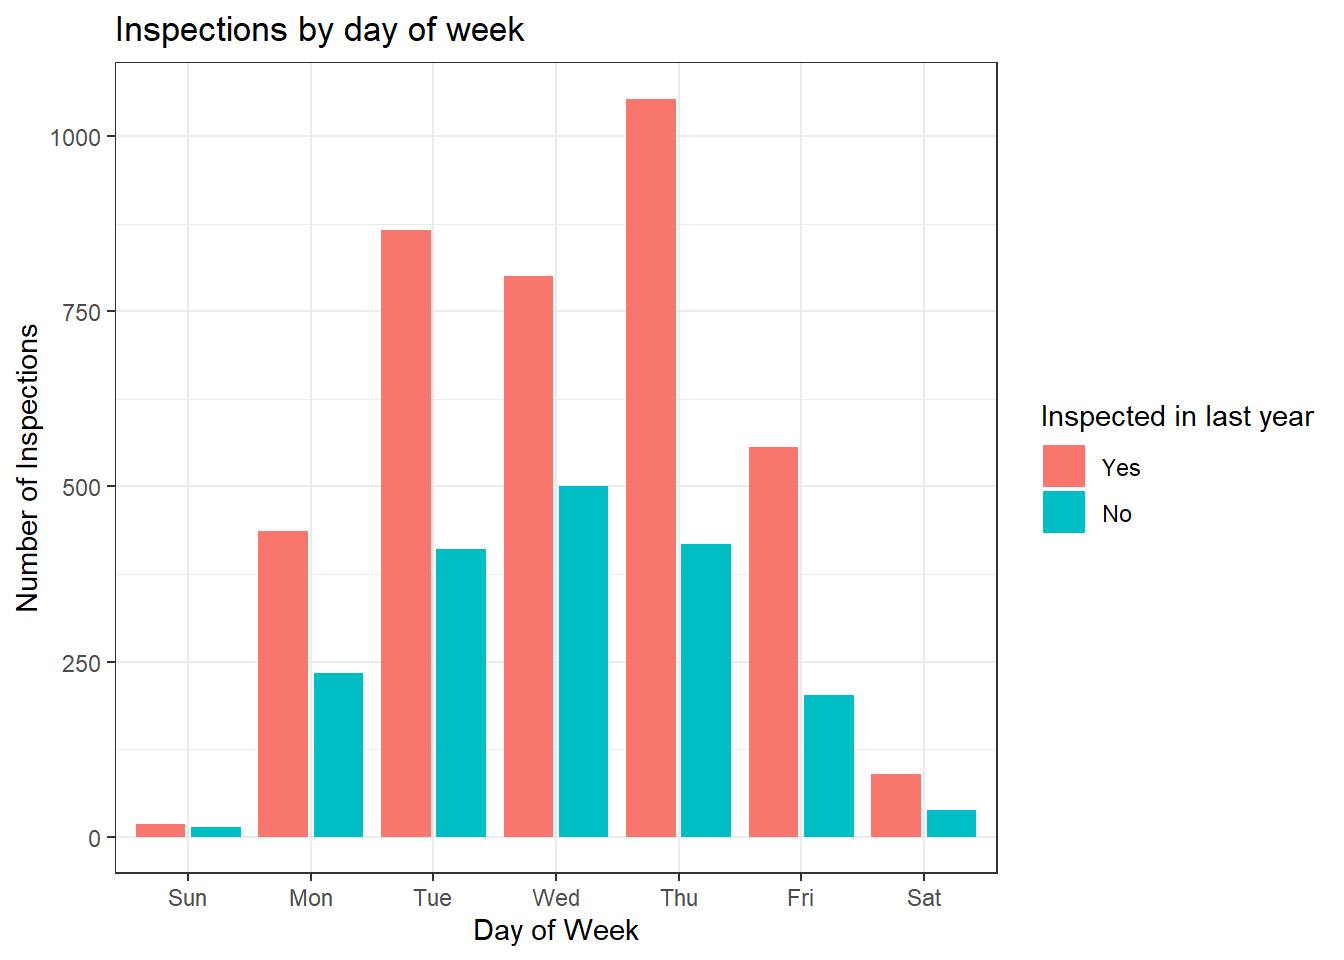 Inspections by day of week
Number of Inspections
1000
750
500
250
0
Sun Mon Tue Wed Thu Fri Sat
Day of Week
Inspected in last year
Yes
No